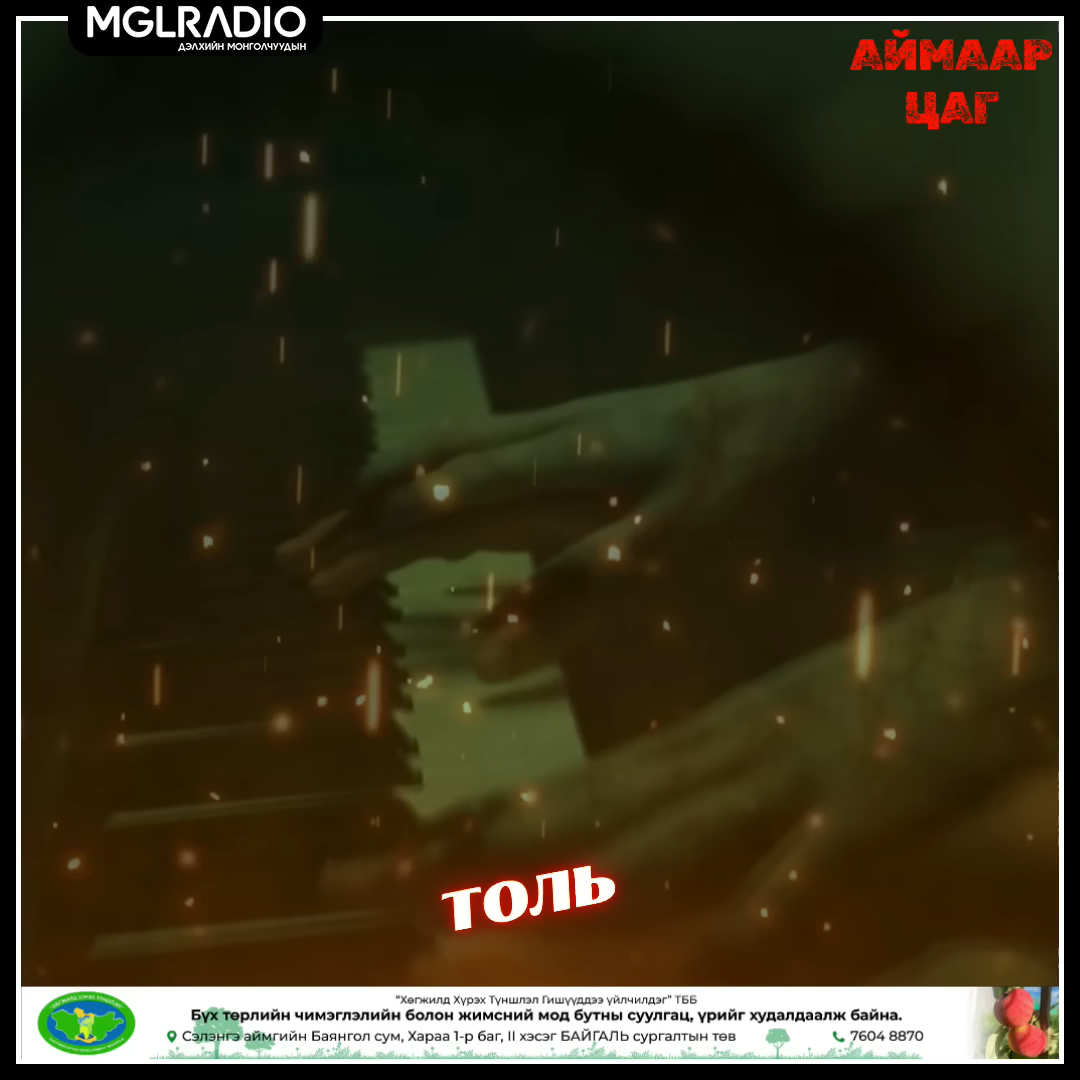 MGLRADIO
ДЭЛХИЙН МОНГОЛЧУУДЫН
АЙМААР
ЦАГ
ТОЛЬ
"Хөгжилд Хүрэх Түншлэл Гишүүддээ үйлчилдэг" ТББ
Бүх төрлийн чимэглэлийн болон жимсний мод бутны суулгац, үрийг худалдаалж байна.
Сэлэнгэ аймгийн Баянгол сум, Хараа 1-р баг, II хэсэг БАЙГАЛЬ сургалтын төв
7604 8870